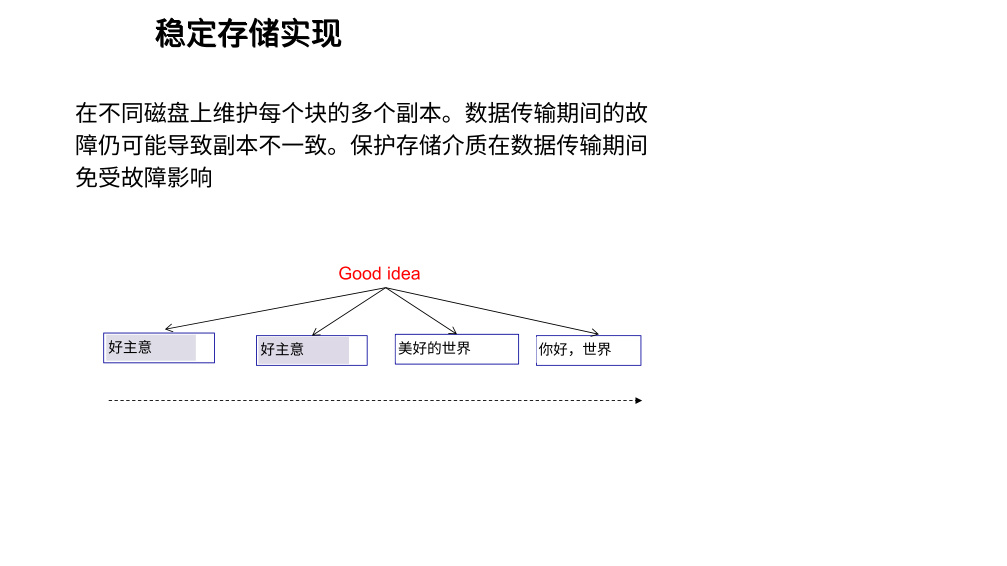 稳定存储实现
在不同磁盘上维护每个块的多个副本。数据传输期间的故
障仍可能导致副本不一致。保护存储介质在数据传输期间
免受故障影响
Good idea
好主意
好主意
美好的世界
你好，世界